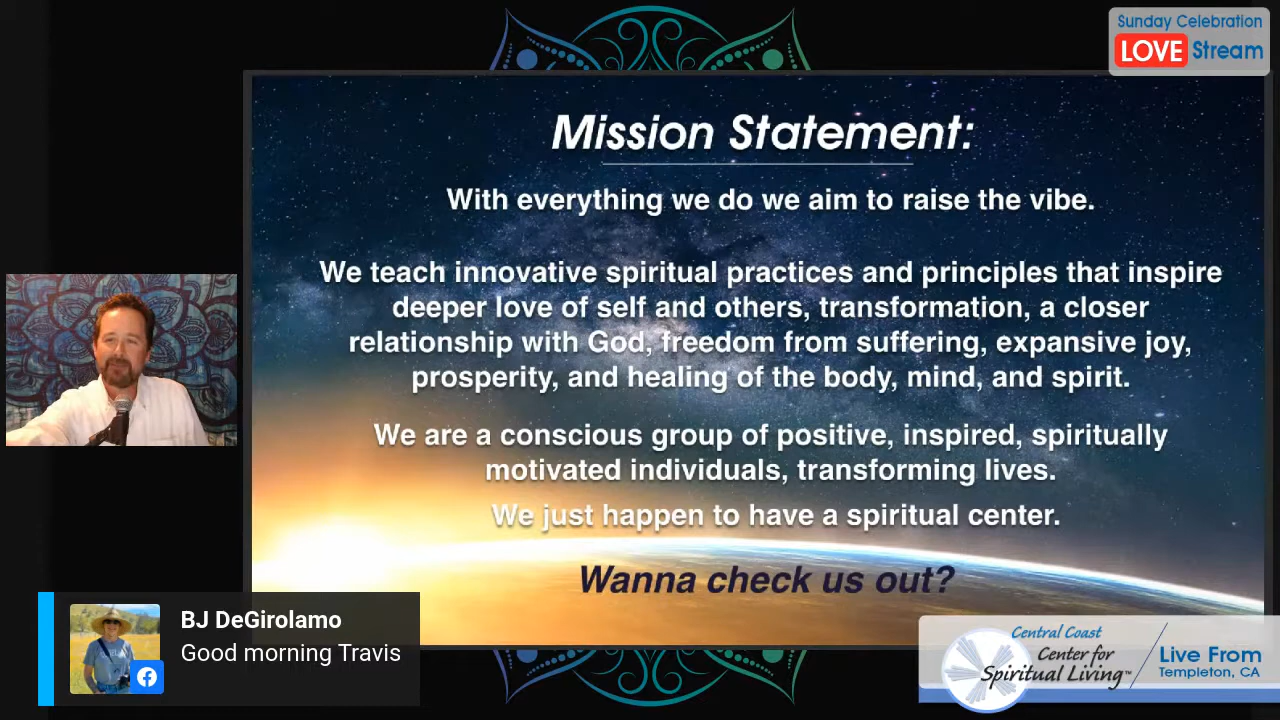 Sunday Celebration
LOVE Stream
Mission Statement:
With everything we do we aim to raise the vibe.
We teach innovative spiritual practices and principles that inspire
deeper love of self and others, transformation, a closer
relationship with God, freedom from suffering, expansive joy,
prosperity, and healing of the body, mind, and spirit.
We are a conscious group of positive, inspired, spiritually
motivated individuals, transforming lives.
We just happen to have a spiritual center.
Wanna check us out?
BJ DeGirolamo
Good morning Travis
Central Coast
Center for
Spiritual Living™
Live From
Templeton, CA